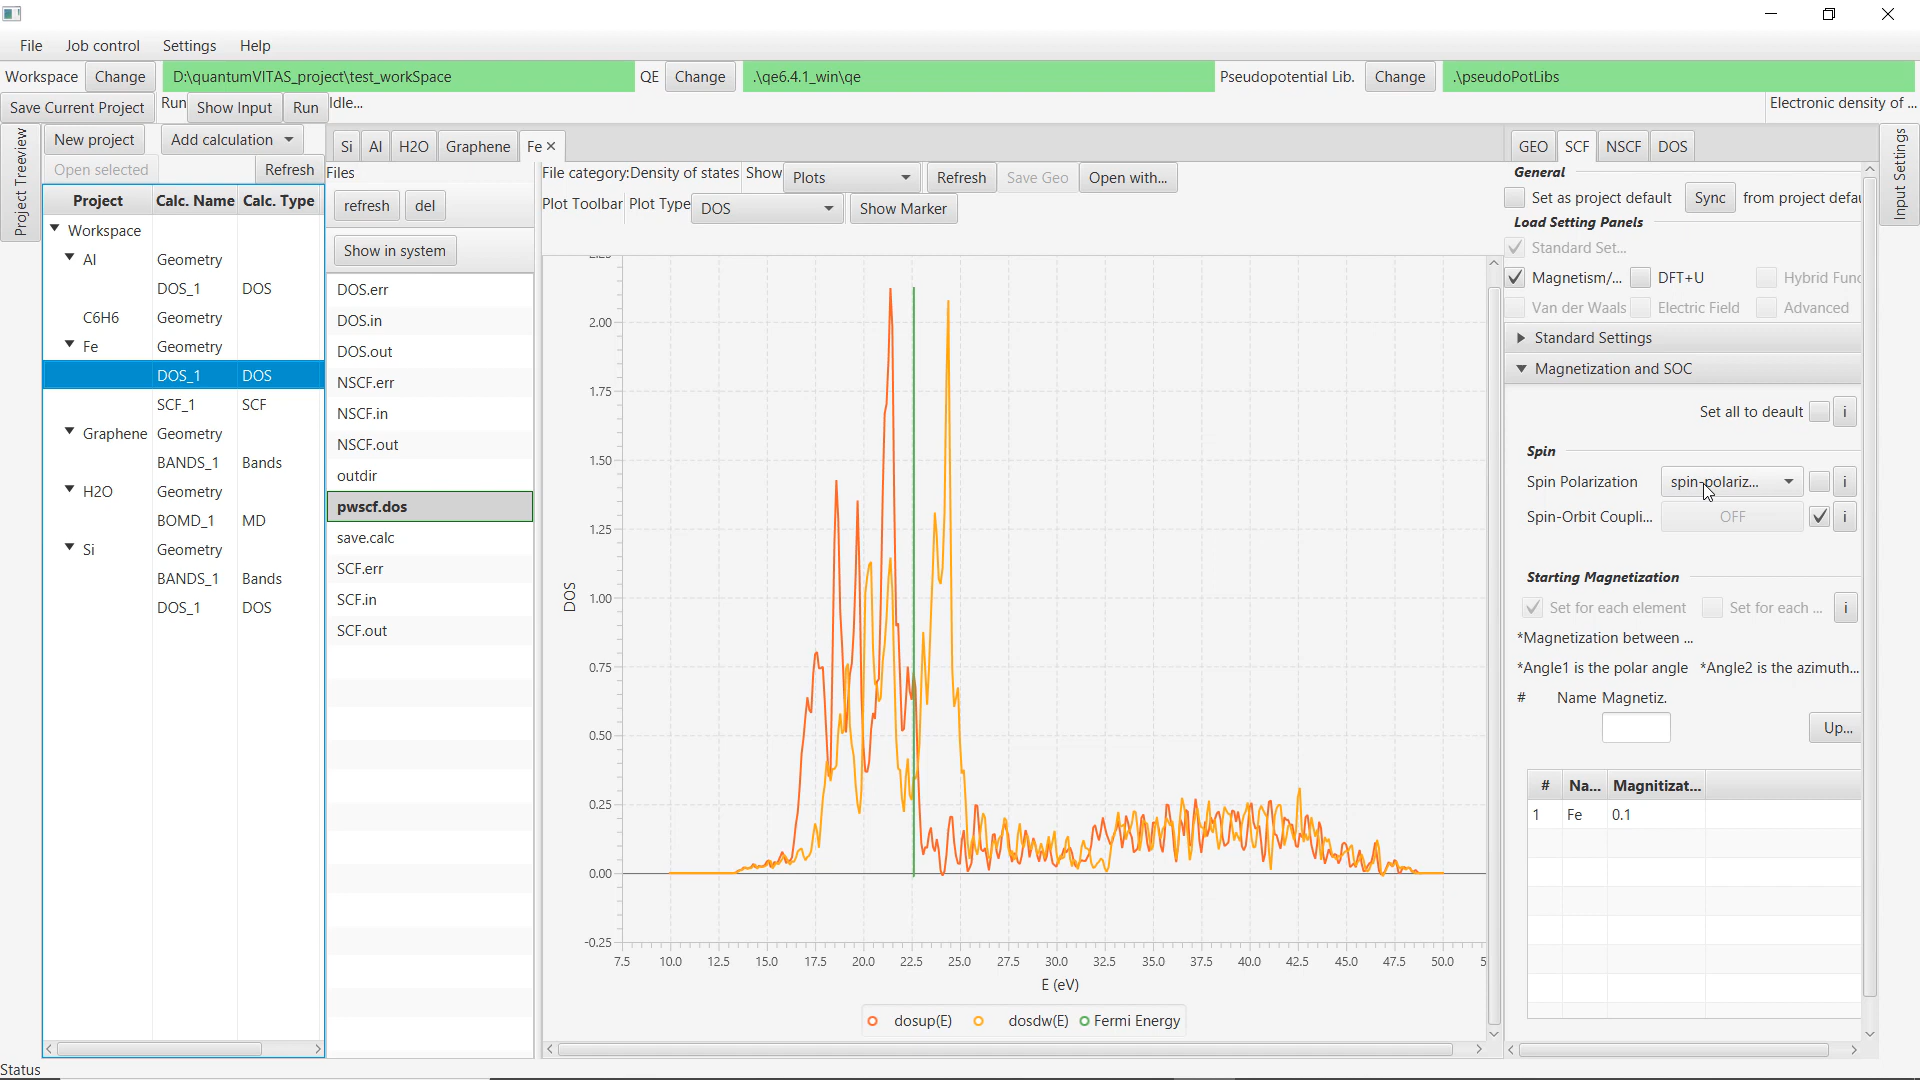 File Job control Settings Help
Workspace Change D:\quantumVITAS_project\test_workSpace QE Change .\qe6.4.1_win\qe Pseudopotential Lib. Change .\pseudoPotLibs
Save Current Project Run Show Input Run Idle... Electronic density of ...
Project Treeview
New project Add calculation
Open selected Refresh
Project Calc. Name Calc. Type
Workspace
Al Geometry
DOS_1 DOS
C6H6 Geometry
Fe Geometry
DOS_1 DOS
SCF_1 SCF
Graphene Geometry
BANDS_1 Bands
H2O Geometry
BOMD_1 MD
Si Geometry
BANDS_1 Bands
DOS_1 DOS
Si Al H2O Graphene Fe
Files
refresh del
Show in system
DOS.err
DOS.in
DOS.out
NSCF.err
NSCF.in
NSCF.out
outdir
pwscf.dos
save.calc
SCF.err
SCF.in
SCF.out
File category:Density of states Show Plots Refresh Save Geo Open with...
Plot Toolbar Plot Type DOS Show Marker
2.00
1.75
1.50
1.25
1.00
0.75
0.50
0.25
0.00
-0.25
DOS
7.5 10.0 12.5 15.0 17.5 20.0 22.5 25.0 27.5 30.0 32.5 35.0 37.5 40.0 42.5 45.0 47.5 50.0 5
E (eV)
dosup(E) dosdw(E) Fermi Energy
GEO SCF NSCF DOS
General
Set as project default Sync from project defau
Load Setting Panels
Standard Set...
Magnetism/... DFT+U Hybrid Func
Van der Waals Electric Field Advanced
Standard Settings
Magnetization and SOC
Set all to deault i
Spin
Spin Polarization spin-polariz... i
Spin-Orbit Coupli... OFF i
Starting Magnetization
Set for each element Set for each ... i
*Magnetization between ...
*Angle1 is the polar angle *Angle2 is the azimuth...
# Name Magnetiz.
Up...
# Na... Magnitizat...
1 Fe 0.1
Input Settings
Status